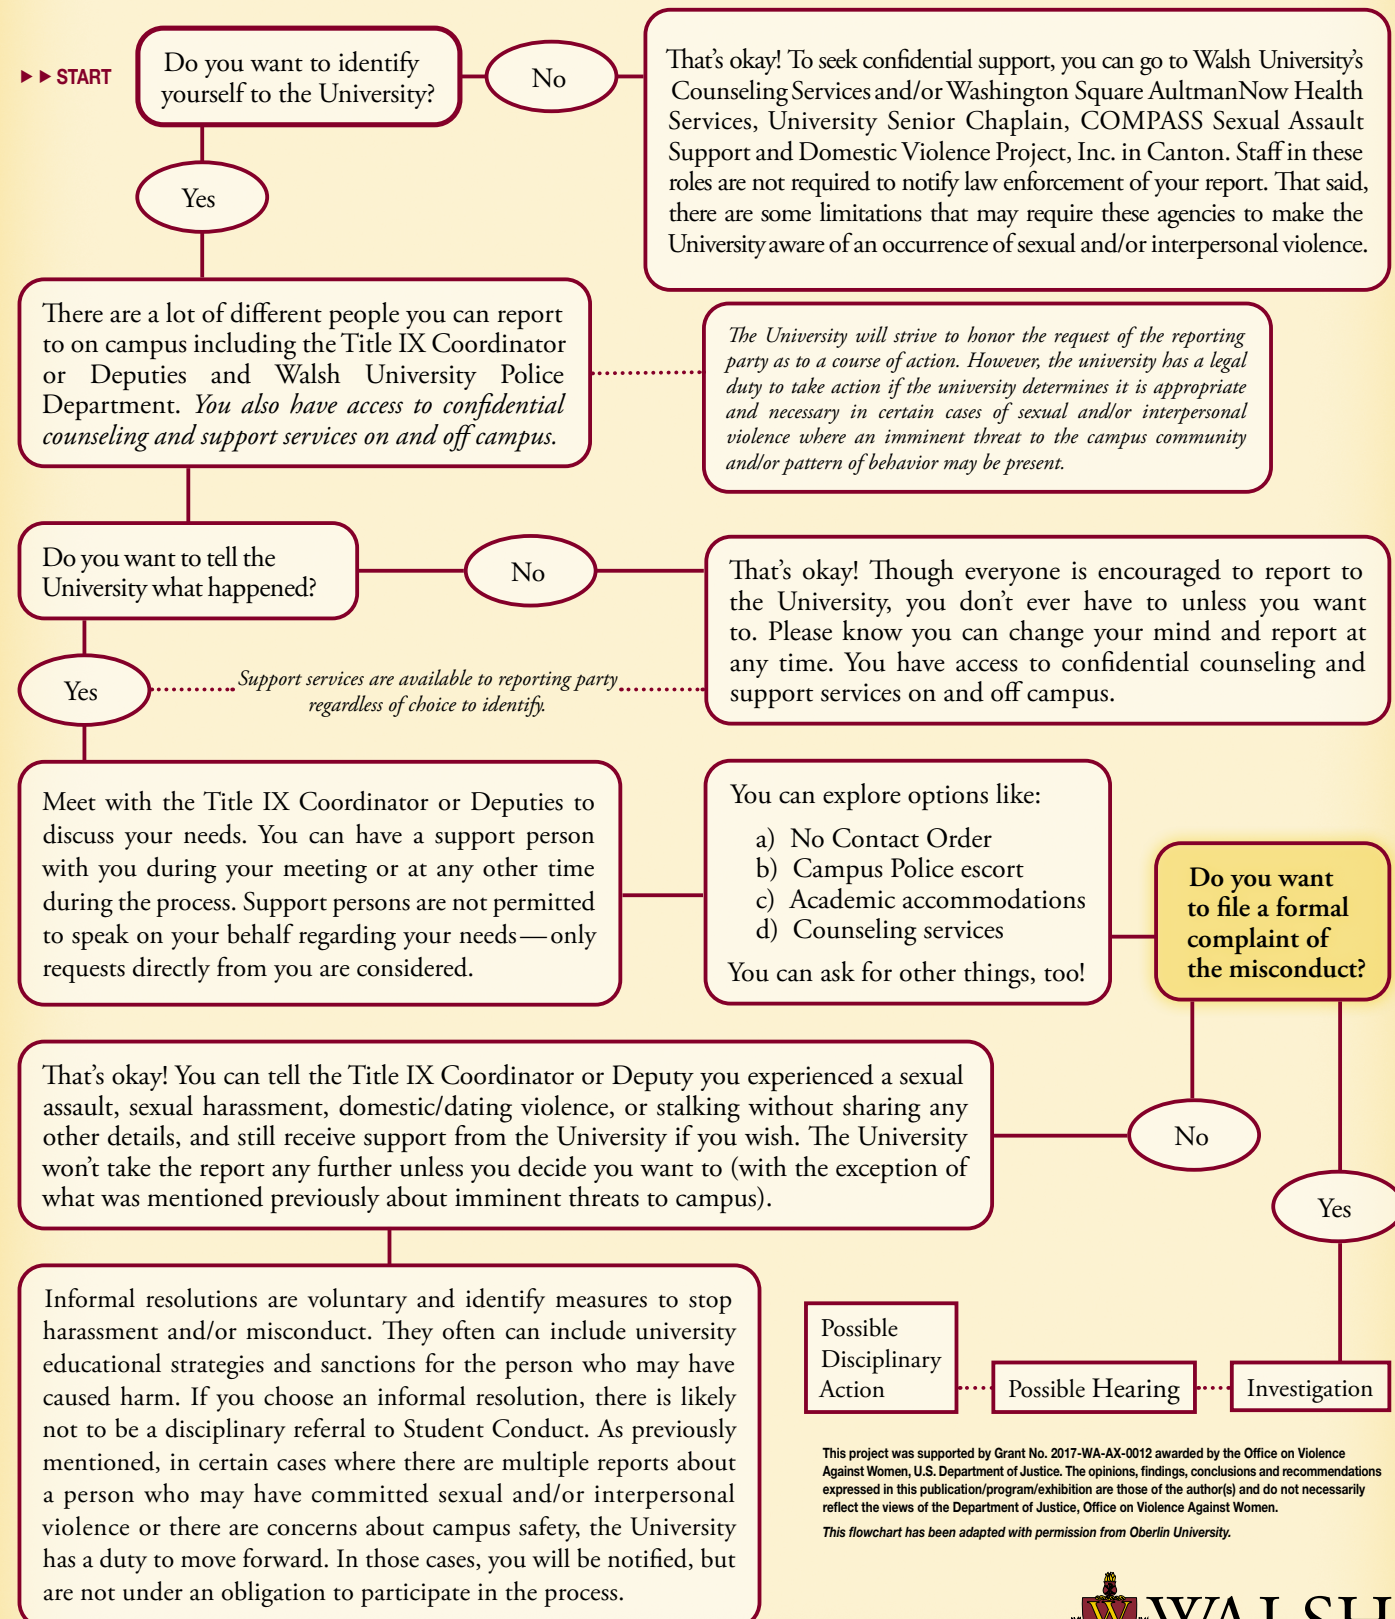 ▶ ▶ START
Do you want to identify
yourself to the University?
No
That's okay! To seek confidential support, you can go to Walsh University's
Counseling Services and/or Washington Square AultmanNow Health
Services, University Senior Chaplain, COMPASS Sexual Assault
Support and Domestic Violence Project, Inc. in Canton. Staff in these
roles are not required to notify law enforcement of your report. That said,
there are some limitations that may require these agencies to make the
University aware of an occurrence of sexual and/or interpersonal violence.
Yes
There are a lot of different people you can report
to on campus including the Title IX Coordinator
or Deputies and Walsh University Police
Department. You also have access to confidential
counseling and support services on and off campus.
The University will strive to honor the request of the reporting
party as to a course of action. However, the university has a legal
duty to take action if the university determines it is appropriate
and necessary in certain cases of sexual and/or interpersonal
violence where an imminent threat to the campus community
and/or pattern of behavior may be present.
Do you want to tell the
University what happened?
No
That's okay! Though everyone is encouraged to report to
the University, you don't ever have to unless you want
to. Please know you can change your mind and report at
any time. You have access to confidential counseling and
support services on and off campus.
Yes
Support services are available to reporting party
regardless of choice to identify.
Meet with the Title IX Coordinator or Deputies to
discuss your needs. You can have a support person
with you during your meeting or at any other time
during the process. Support persons are not permitted
to speak on your behalf regarding your needs — only
requests directly from you are considered.
You can explore options like:
a) No Contact Order
b) Campus Police escort
c) Academic accommodations
d) Counseling services
You can ask for other things, too!
Do you want
to file a formal
complaint of
the misconduct?
That's okay! You can tell the Title IX Coordinator or Deputy you experienced a sexual
assault, sexual harassment, domestic/dating violence, or stalking without sharing any
other details, and still receive support from the University if you wish. The University
won't take the report any further unless you decide you want to (with the exception of
what was mentioned previously about imminent threats to campus).
No
Yes
Informal resolutions are voluntary and identify measures to stop
harassment and/or misconduct. They often can include university
educational strategies and sanctions for the person who may have
caused harm. If you choose an informal resolution, there is likely
not to be a disciplinary referral to Student Conduct. As previously
mentioned, in certain cases where there are multiple reports about
a person who may have committed sexual and/or interpersonal
violence or there are concerns about campus safety, the University
has a duty to move forward. In those cases, you will be notified, but
are not under an obligation to participate in the process.
Possible
Disciplinary
Action
Possible Hearing
Investigation
This project was supported by Grant No. 2017-WA-AX-0012 awarded by the Office on Violence
Against Women, U.S. Department of Justice. The opinions, findings, conclusions and recommendations
expressed in this publication/program/exhibition are those of the author(s) and do not necessarily
reflect the views of the Department of Justice, Office on Violence Against Women.
This flowchart has been adapted with permission from Oberlin University.
W WALSH